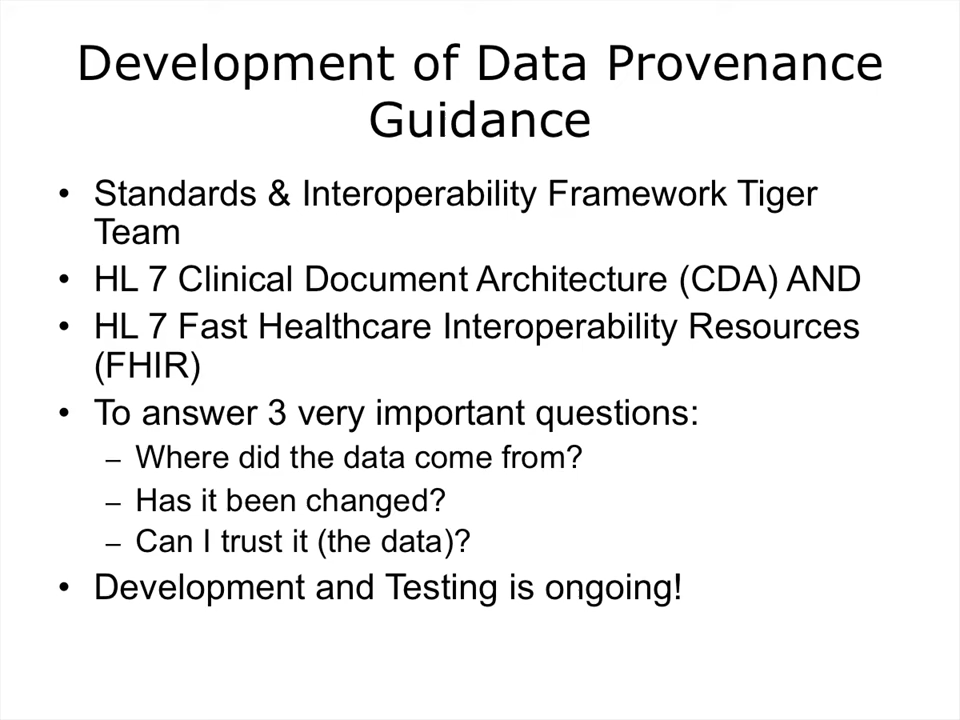 Development of Data Provenance
Guidance
• Standards & Interoperability Framework Tiger
Team
• HL 7 Clinical Document Architecture (CDA) AND
• HL 7 Fast Healthcare Interoperability Resources
(FHIR)
• To answer 3 very important questions:
– Where did the data come from?
– Has it been changed?
– Can I trust it (the data)?
• Development and Testing is ongoing!